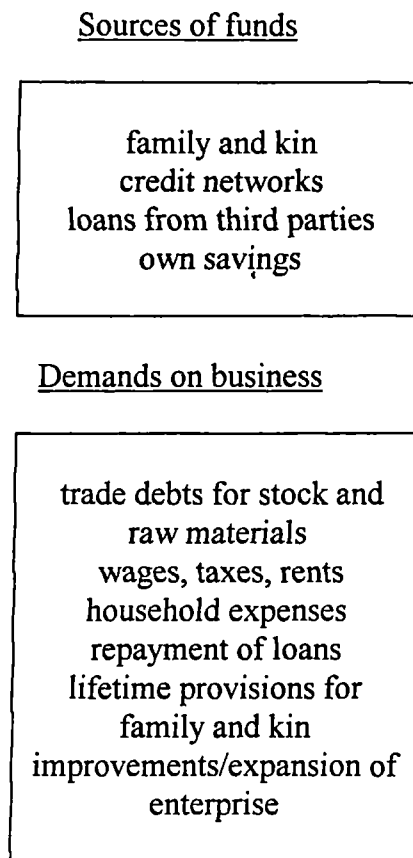 Sources of funds
family and kin
credit networks
loans from third parties
own savings
Demands on business
trade debts for stock and
raw materials
wages, taxes, rents
household expenses
repayment of loans
lifetime provisions for
family and kin
improvements/expansion of
enterprise